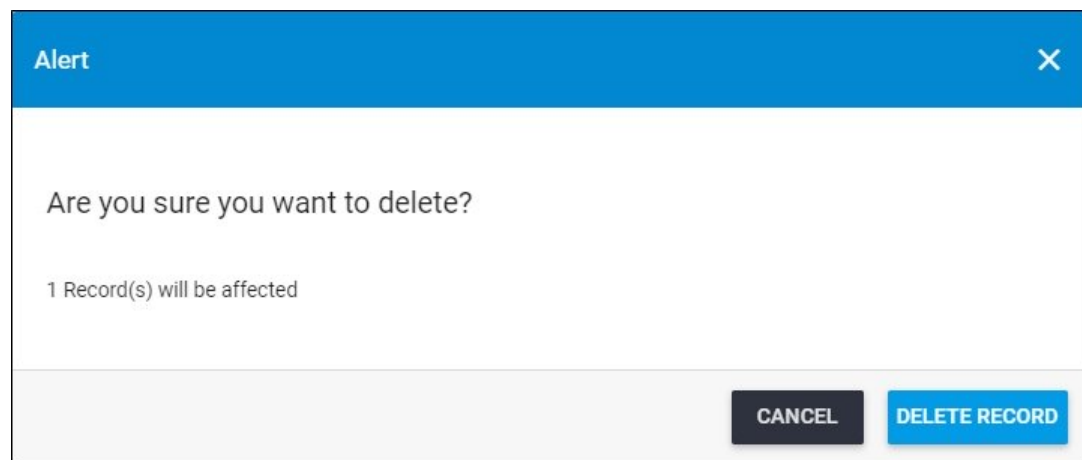 Alert
Are you sure you want to delete?
1 Record(s) will be affected
CANCEL DELETE RECORD